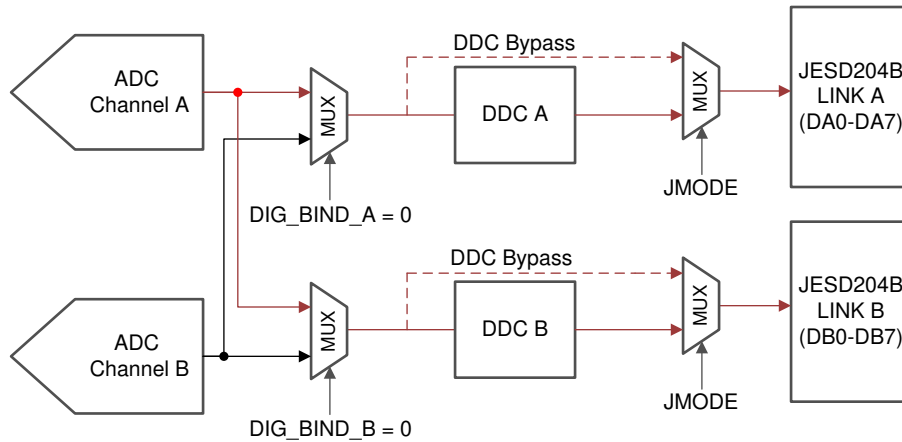 ADC
Channel A
MUX
DIG_BIND_A = 0
DDC Bypass
DDC A
MUX
JMODE
JESD204B
LINK A
(DA0-DA7)
ADC
Channel B
MUX
DIG_BIND_B = 0
DDC Bypass
DDC B
MUX
JMODE
JESD204B
LINK B
(DB0-DB7)